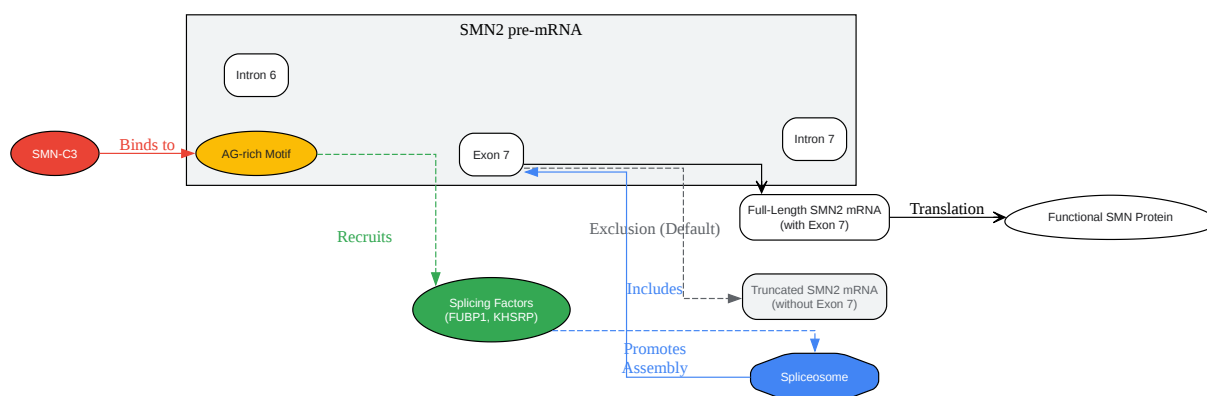 SMN2 pre-mRNA
Intron 6
Intron 7
SMN-C3
Binds to
AG-rich Motif
Exon 7
Full-Length SMN2 mRNA
(with Exon 7)
Translation
Functional SMN Protein
Exclusion (Default)
Recruits
Includes
Truncated SMN2 mRNA
(without Exon 7)
Splicing Factors
(FUBP1, KHSRP)
Promotes
Assembly
Spliceosome